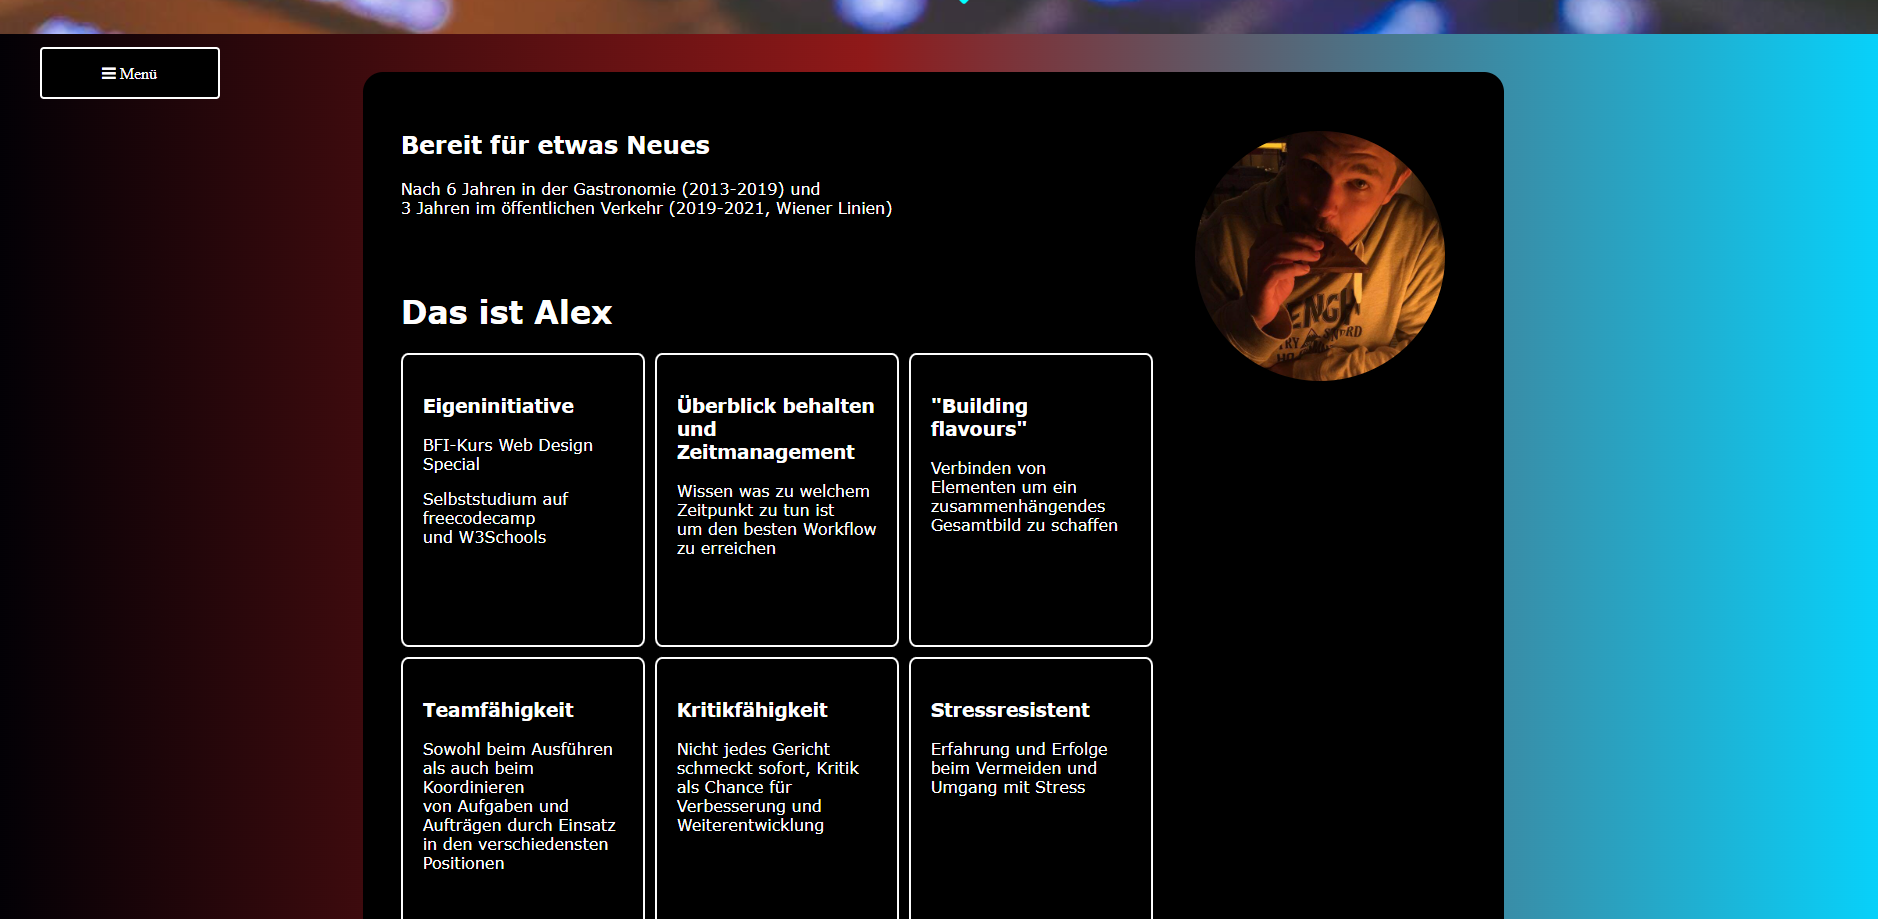 Menü
Bereit für etwas Neues
Nach 6 Jahren in der Gastronomie (2013-2019) und
3 Jahren im öffentlichen Verkehr (2019-2021, Wiener Linien)
Das ist Alex
Eigeninitiative
BFI-Kurs Web Design
Special
Selbststudium auf
freecodecamp
und W3Schools
Überblick behalten
und
Zeitmanagement
Wissen was zu welchem
Zeitpunkt zu tun ist
um den besten Workflow
zu erreichen
"Building
flavours"
Verbinden von
Elementen um ein
zusammenhängendes
Gesamtbild zu schaffen
Teamfähigkeit
Sowohl beim Ausführen
als auch beim
Koordinieren
von Aufgaben und
Aufträgen durch Einsatz
in den verschiedensten
Positionen
Kritikfähigkeit
Nicht jedes Gericht
schmeckt sofort, Kritik
als Chance für
Verbesserung und
Weiterentwicklung
Stressresistent
Erfahrung und Erfolge
beim Vermeiden und
Umgang mit Stress